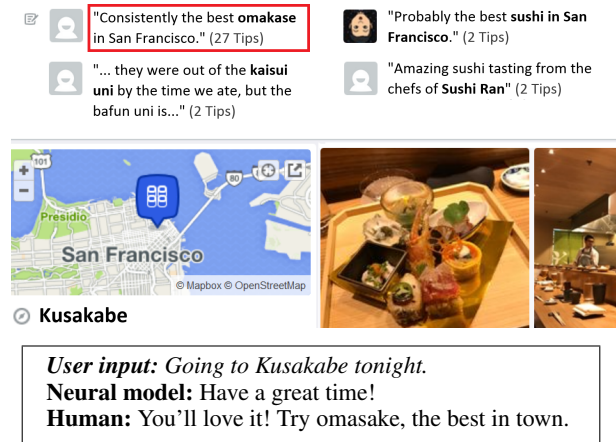 "Consistently the best omakase
in San Francisco." (27 Tips)
"... they were out of the kaisui
uni by the time we ate, but the
bafun uni is..." (2 Tips)
"Probably the best sushi in San
Francisco." (2 Tips)
"Amazing sushi tasting from the
chefs of Sushi Ran" (2 Tips)
101
80
+
−
Presidio
San Francisco
© Mapbox © OpenStreetMap
Kusakabe
User input: Going to Kusakabe tonight.
Neural model: Have a great time!
Human: You'll love it! Try omasake, the best in town.